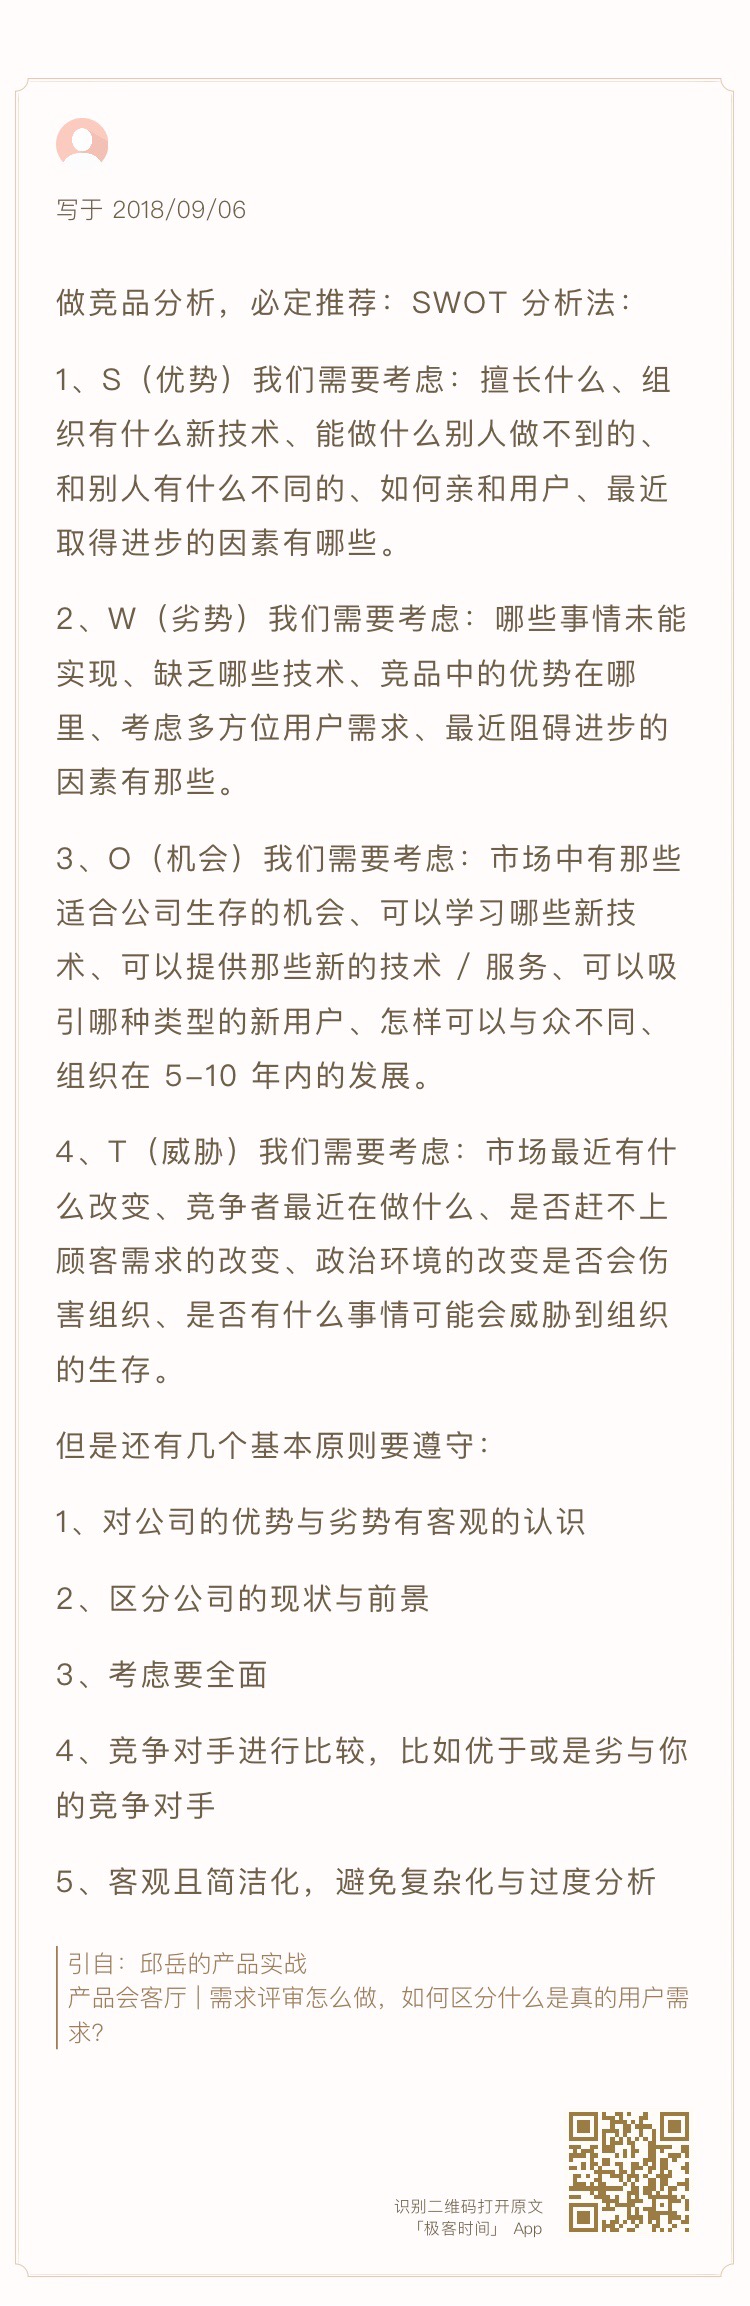 写于 2018/09/06
做竞品分析，必定推荐：SWOT 分析法：
1、S（优势）我们需要考虑：擅长什么、组
织有什么新技术、能做什么别人做不到的、
和别人有什么不同的、如何亲和用户、最近
取得进步的因素有哪些。
2、W（劣势）我们需要考虑：哪些事情未能
实现、缺乏哪些技术、竞品中的优势在哪
里、考虑多方位用户需求、最近阻碍进步的
因素有那些。
3、O（机会）我们需要考虑：市场中有那些
适合公司生存的机会、可以学习哪些新技
术、可以提供那些新的技术 / 服务、可以吸
引哪种类型的新用户、怎样可以与众不同、
组织在 5–10 年内的发展。
4、T（威胁）我们需要考虑：市场最近有什
么改变、竞争者最近在做什么、是否赶不上
顾客需求的改变、政治环境的改变是否会伤
害组织、是否有什么事情可能会威胁到组织
的生存。
但是还有几个基本原则要遵守：
1、对公司的优势与劣势有客观的认识
2、区分公司的现状与前景
3、考虑要全面
4、竞争对手进行比较，比如优于或是劣与你
的竞争对手
5、客观且简洁化，避免复杂化与过度分析
引自：邱岳的产品实战
产品会客厅 | 需求评审怎么做，如何区分什么是真的用户需
求？
识别二维码打开原文
「极客时间」 App